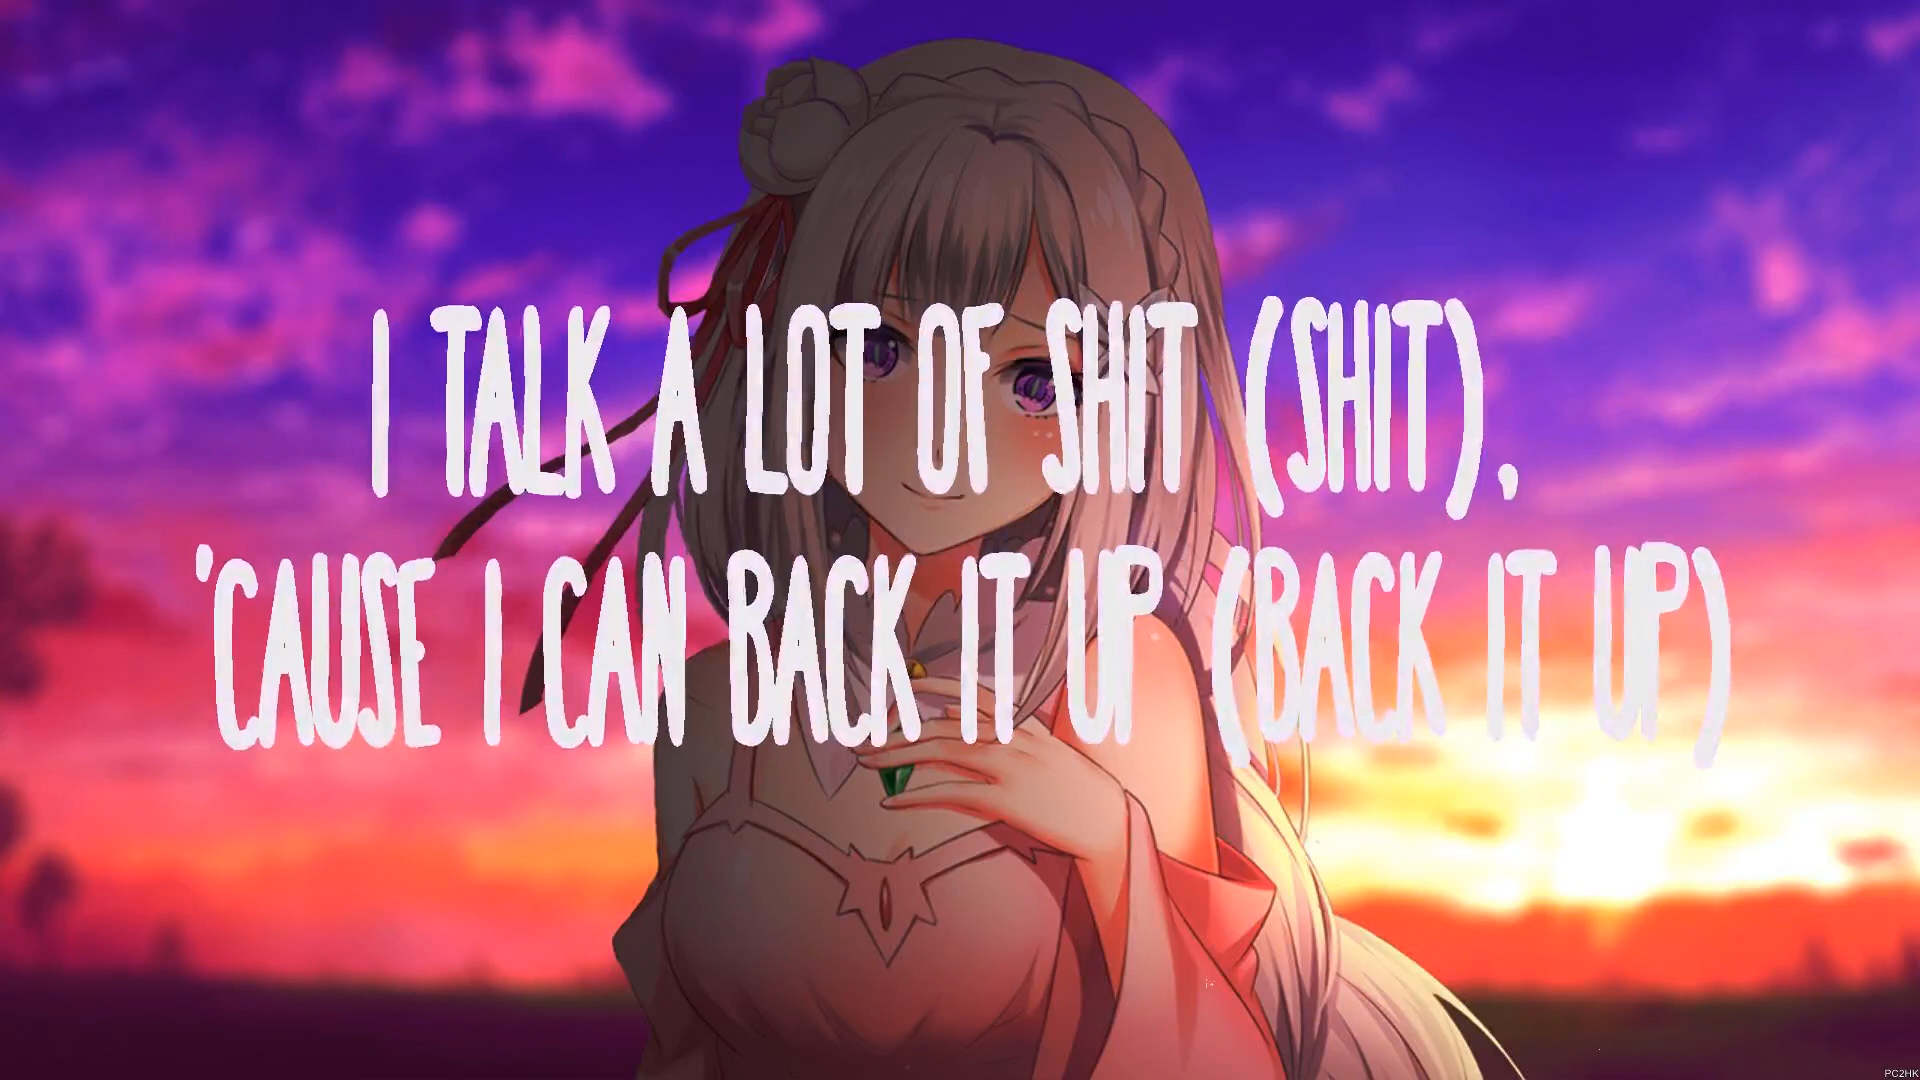 I TALK A LOT OF SHIT (SHIT),
'CAUSE I CAN BACK IT UP (BACK IT UP)
PC2HK